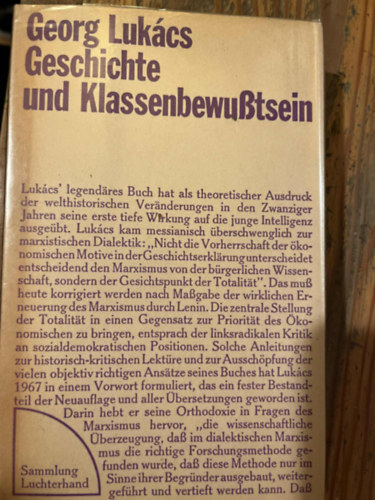 Georg Lukács
Geschichte
und Klassenbewußtsein
Lukács' legendäres Buch hat als theoretischer Ausdruck
der welthistorischen Veränderungen in den Zwanziger
Jahren seine erste tiefe Wirkung auf die junge Intelligenz
ausgeübt. Lukács kam messianisch überschwenglich zur
marxistischen Dialektik: „Nicht die Vorherrschaft der öko-
nomischen Motive in der Geschichtserklärung unterscheidet
entscheidend den Marxismus von der bürgerlichen Wissen-
schaft, sondern der Gesichtspunkt der Totalität". Das muß
heute korrigiert werden nach Maßgabe der wirklichen Er-
neuerung des Marxismus durch Lenin. Die zentrale Stellung
der Totalität in einen Gegensatz zur Priorität des Öko-
nomischen zu bringen, entsprach der linksradikalen Kritik
an sozialdemokratischen Positionen. Solche Anleitungen
zur historisch-kritischen Lektüre und zur Ausschöpfung der
vielen objektiv richtigen Ansätze seines Buches hat Lukács
1967 in einem Vorwort formuliert, das ein fester Bestand-
teil der Neuauflage und aller Übersetzungen geworden ist.
Darin hebt er seine Orthodoxie in Fragen des
Marxismus hervor, „die wissenschaftliche
Überzeugung, daß im dialektischen Marxis-
mus die richtige Forschungsmethode ge-
funden wurde, daß diese Methode nur im
Sinne ihrer Begründer ausgebaut, weiter-
geführt und vertieft werden kann. Daß
Sammlung
Luchterhand